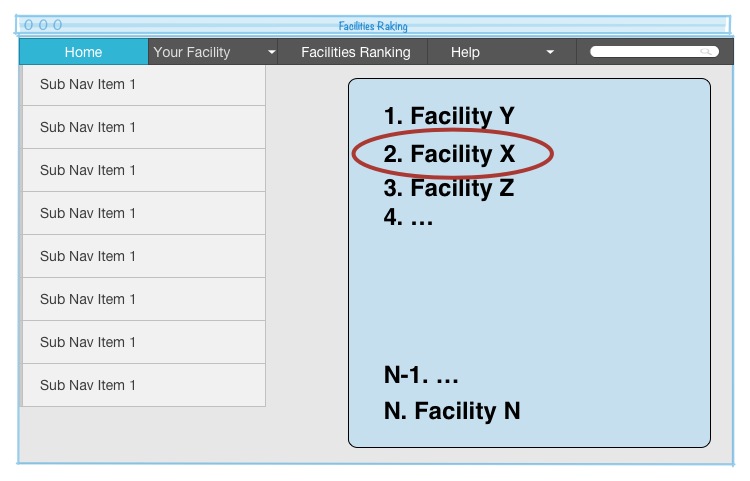 Facilities Raking
Home Your Facility Facilities Ranking Help
Sub Nav Item 1
Sub Nav Item 1
Sub Nav Item 1
Sub Nav Item 1
Sub Nav Item 1
Sub Nav Item 1
Sub Nav Item 1
Sub Nav Item 1
1. Facility Y
2. Facility X
3. Facility Z
4. ...
N-1. ...
N. Facility N